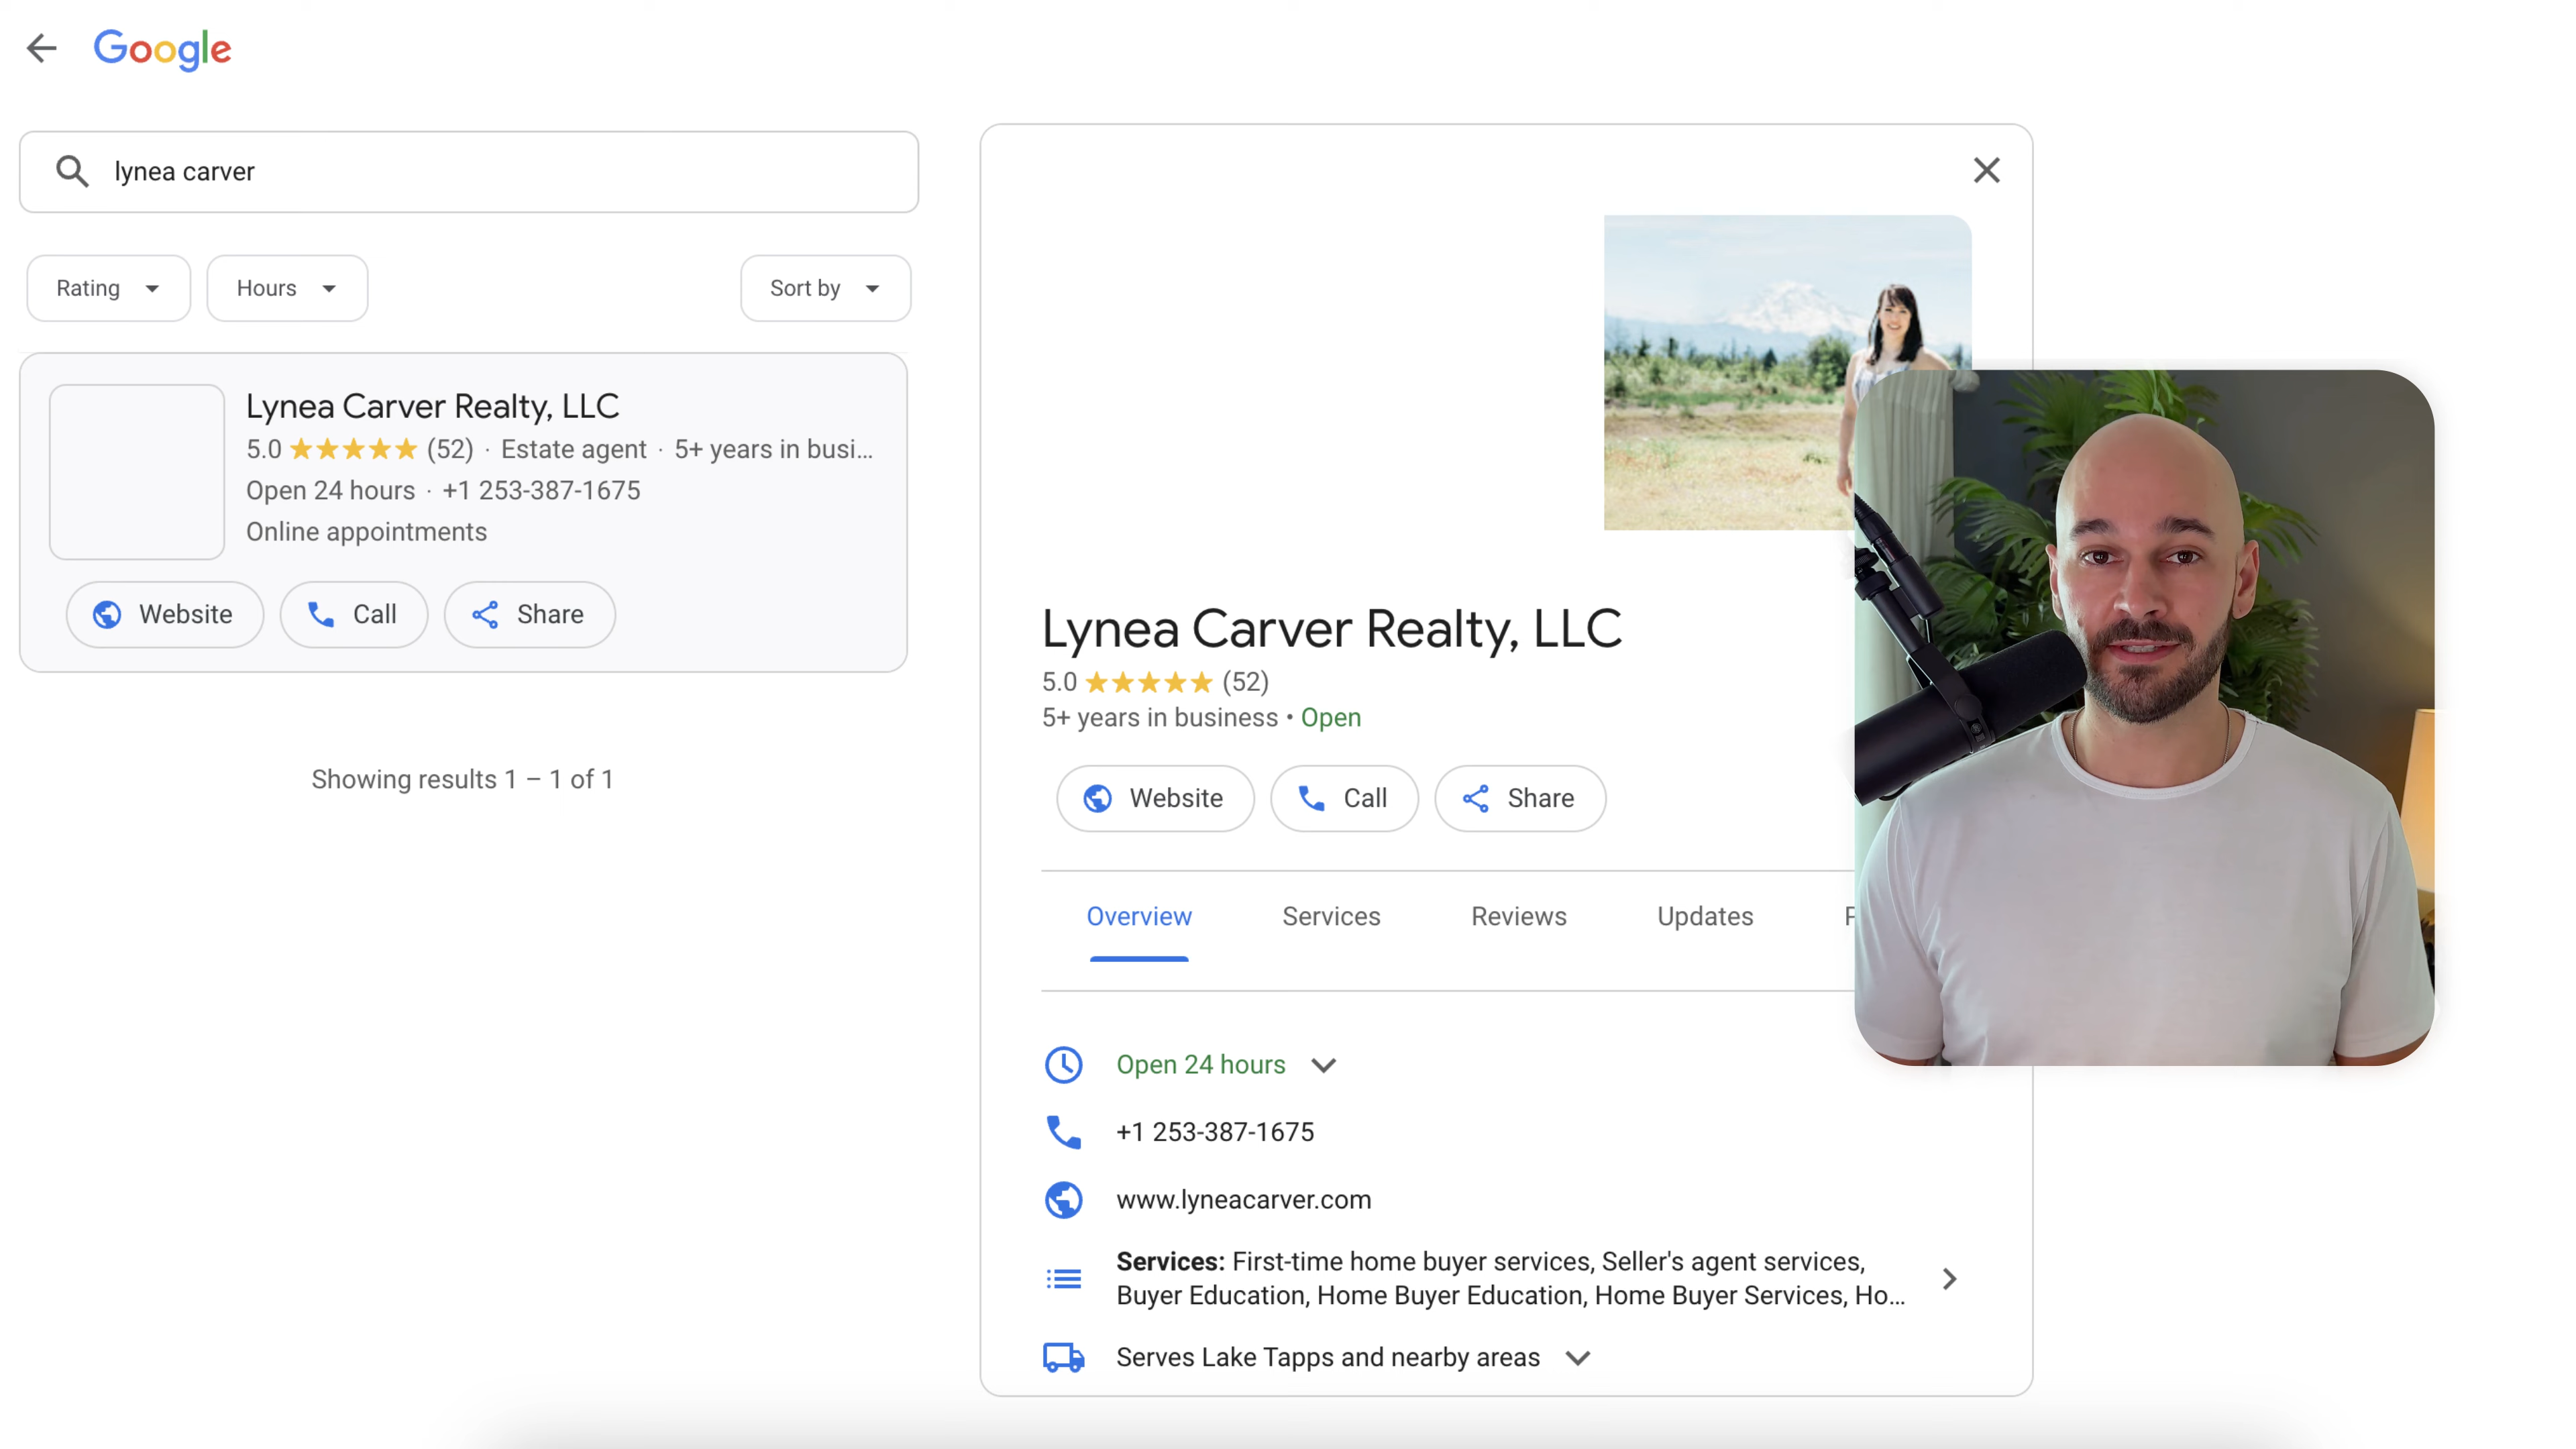 Google
lynea carver
Rating
Hours
Sort by
Lynea Carver Realty, LLC
5.0 ★★★★★ (52) · Estate agent · 5+ years in busi...
Open 24 hours · +1 253-387-1675
Online appointments
Website
Call
Share
Showing results 1 – 1 of 1
Lynea Carver Realty, LLC
5.0 ★★★★★ (52)
5+ years in business • Open
Website
Call
Share
Overview
Services
Reviews
Updates
Open 24 hours
+1 253-387-1675
www.lyneacarver.com
Services: First-time home buyer services, Seller's agent services,
Buyer Education, Home Buyer Education, Home Buyer Services, Ho...
Serves Lake Tapps and nearby areas